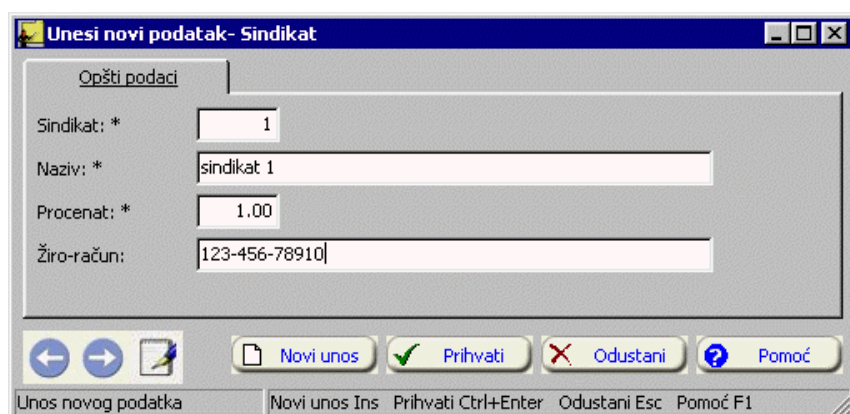 Unesi novi podatak- Sindikat
Opšti podaci
Sindikat: * 1
Naziv: * sindikat 1
Procenat: * 1.00
Žiro-račun: 123-456-78910
Novi unos Prihvati Odustani Pomoć
Unos novog podatka Novi unos Ins Prihvati Ctrl+Enter Odustani Esc Pomoć F1